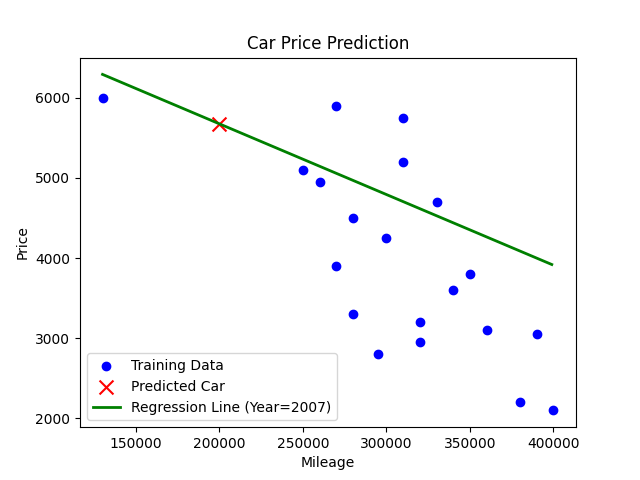 Car Price Prediction
6000
5000
4000
3000
2000
Price
Training Data
Predicted Car
Regression Line (Year=2007)
150000 200000 250000 300000 350000 400000
Mileage